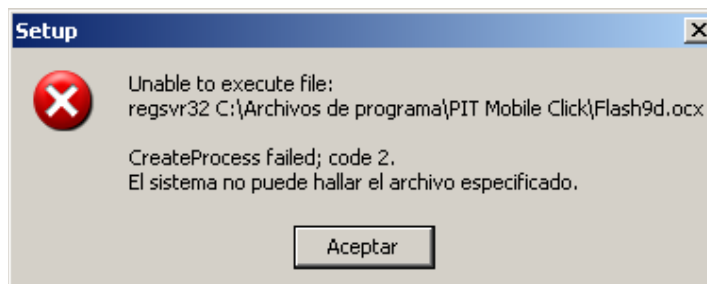 Setup
Unable to execute file:
regsvr32 C:\Archivos de programa\PIT Mobile Click\Flash9d.ocx
CreateProcess failed; code 2.
El sistema no puede hallar el archivo especificado.
Aceptar